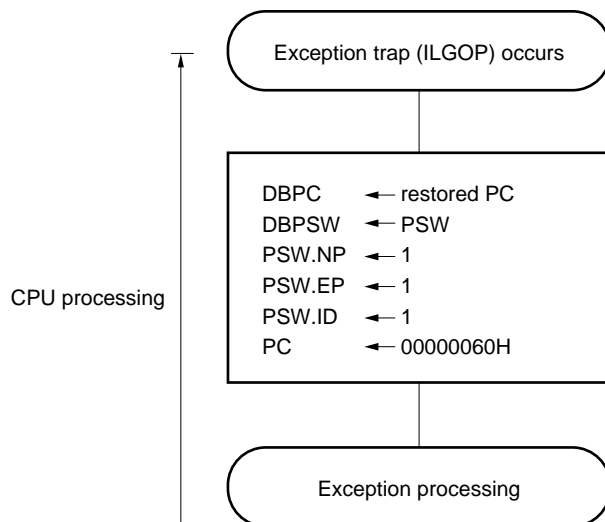 Exception trap (ILGOP) occurs
DBPC ← restored PC
DBPSW ← PSW
PSW.NP ← 1
PSW.EP ← 1
CPU processing
PSW.ID ← 1
PC ← 00000060H
Exception processing